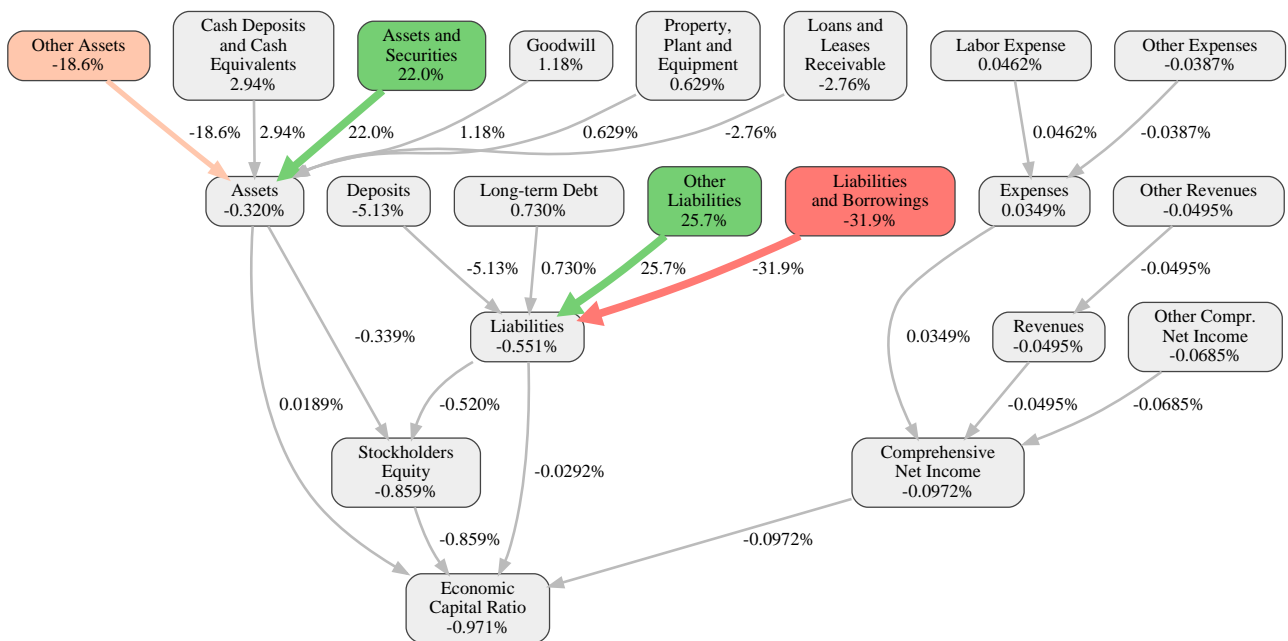 Other Assets
-18.6%
Cash Deposits
and Cash
Equivalents
2.94%
Assets and
Securities
22.0%
Goodwill
1.18%
Property,
Plant and
Equipment
0.629%
Loans and
Leases
Receivable
-2.76%
Labor Expense
0.0462%
Other Expenses
-0.0387%
-18.6%
2.94%
22.0%
1.18%
0.629%
-2.76%
0.0462%
-0.0387%
Assets
-0.320%
Deposits
-5.13%
Long-term Debt
0.730%
Other
Liabilities
25.7%
Liabilities
and Borrowings
-31.9%
Expenses
0.0349%
Other Revenues
-0.0495%
-5.13%
0.730%
25.7%
-31.9%
-0.0495%
Liabilities
-0.551%
Revenues
-0.0495%
Other Compr.
Net Income
-0.0685%
-0.339%
0.0349%
0.0189%
-0.520%
-0.0495%
-0.0685%
Stockholders
Equity
-0.859%
-0.0292%
Comprehensive
Net Income
-0.0972%
-0.859%
-0.0972%
Economic
Capital Ratio
-0.971%